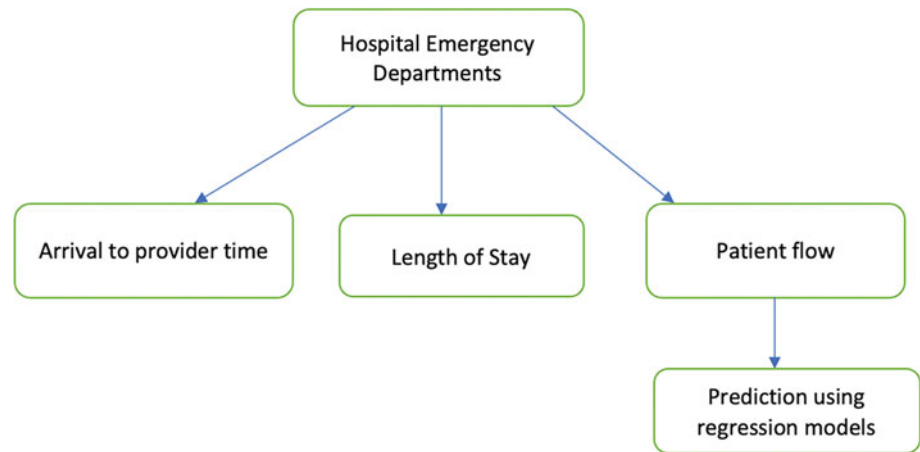 Hospital Emergency
Departments
Arrival to provider time
Length of Stay
Patient flow
Prediction using
regression models